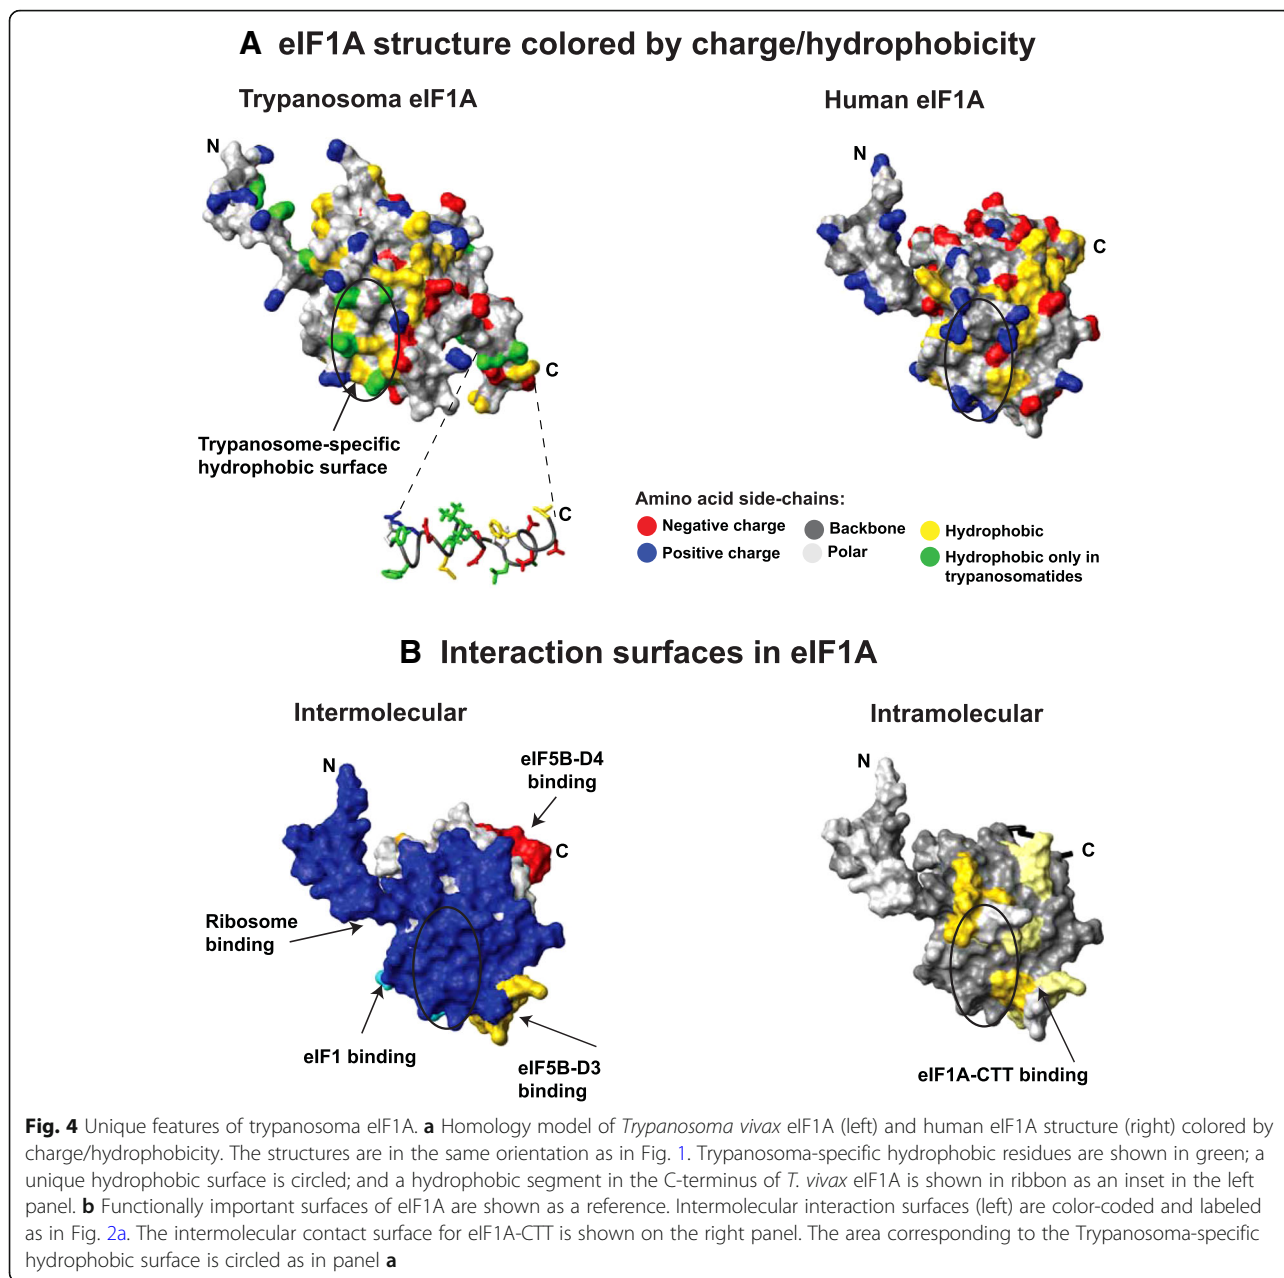 A eIF1A structure colored by charge/hydrophobicity
Trypanosoma eIF1A
Human eIF1A
N
N
C
C
Trypanosome-specific
hydrophobic surface
C
Amino acid side-chains:
Negative charge
Backbone
Hydrophobic
Positive charge
Polar
Hydrophobic only in
trypanosomatides
B Interaction surfaces in eIF1A
Intermolecular
Intramolecular
N
eIF5B-D4
binding
N
C
C
Ribosome
binding
eIF1 binding
eIF5B-D3
binding
eIF1A-CTT binding
Fig. 4 Unique features of trypanosoma eIF1A. a Homology model of Trypanosoma vivax eIF1A (left) and human eIF1A structure (right) colored by
charge/hydrophobicity. The structures are in the same orientation as in Fig. 1. Trypanosoma-specific hydrophobic residues are shown in green; a
unique hydrophobic surface is circled; and a hydrophobic segment in the C-terminus of T. vivax eIF1A is shown in ribbon as an inset in the left
panel. b Functionally important surfaces of eIF1A are shown as a reference. Intermolecular interaction surfaces (left) are color-coded and labeled
as in Fig. 2a. The intermolecular contact surface for eIF1A-CTT is shown on the right panel. The area corresponding to the Trypanosoma-specific
hydrophobic surface is circled as in panel a